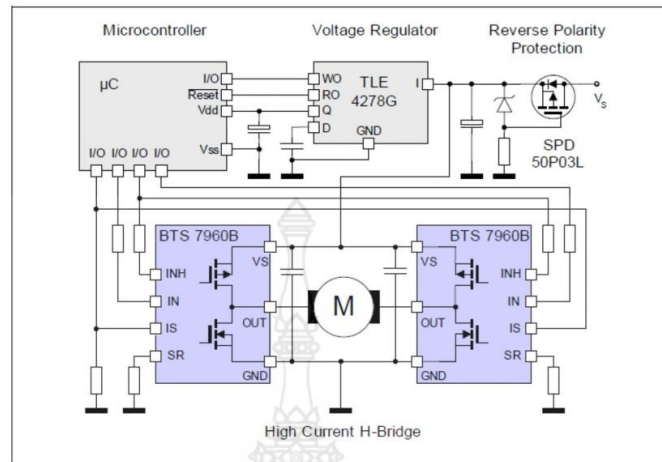 Microcontroller
Voltage Regulator
Reverse Polarity
Protection
µC
I/O
Reset
Vdd
Vss
I/O I/O I/O I/O
WO
RO
Q
D
TLE
4278G
GND
I
VS
SPD
50P03L
BTS 7960B
VS
INH
IN
IS
SR
OUT
GND
M
BTS 7960B
VS
INH
IN
IS
SR
OUT
GND
High Current H-Bridge